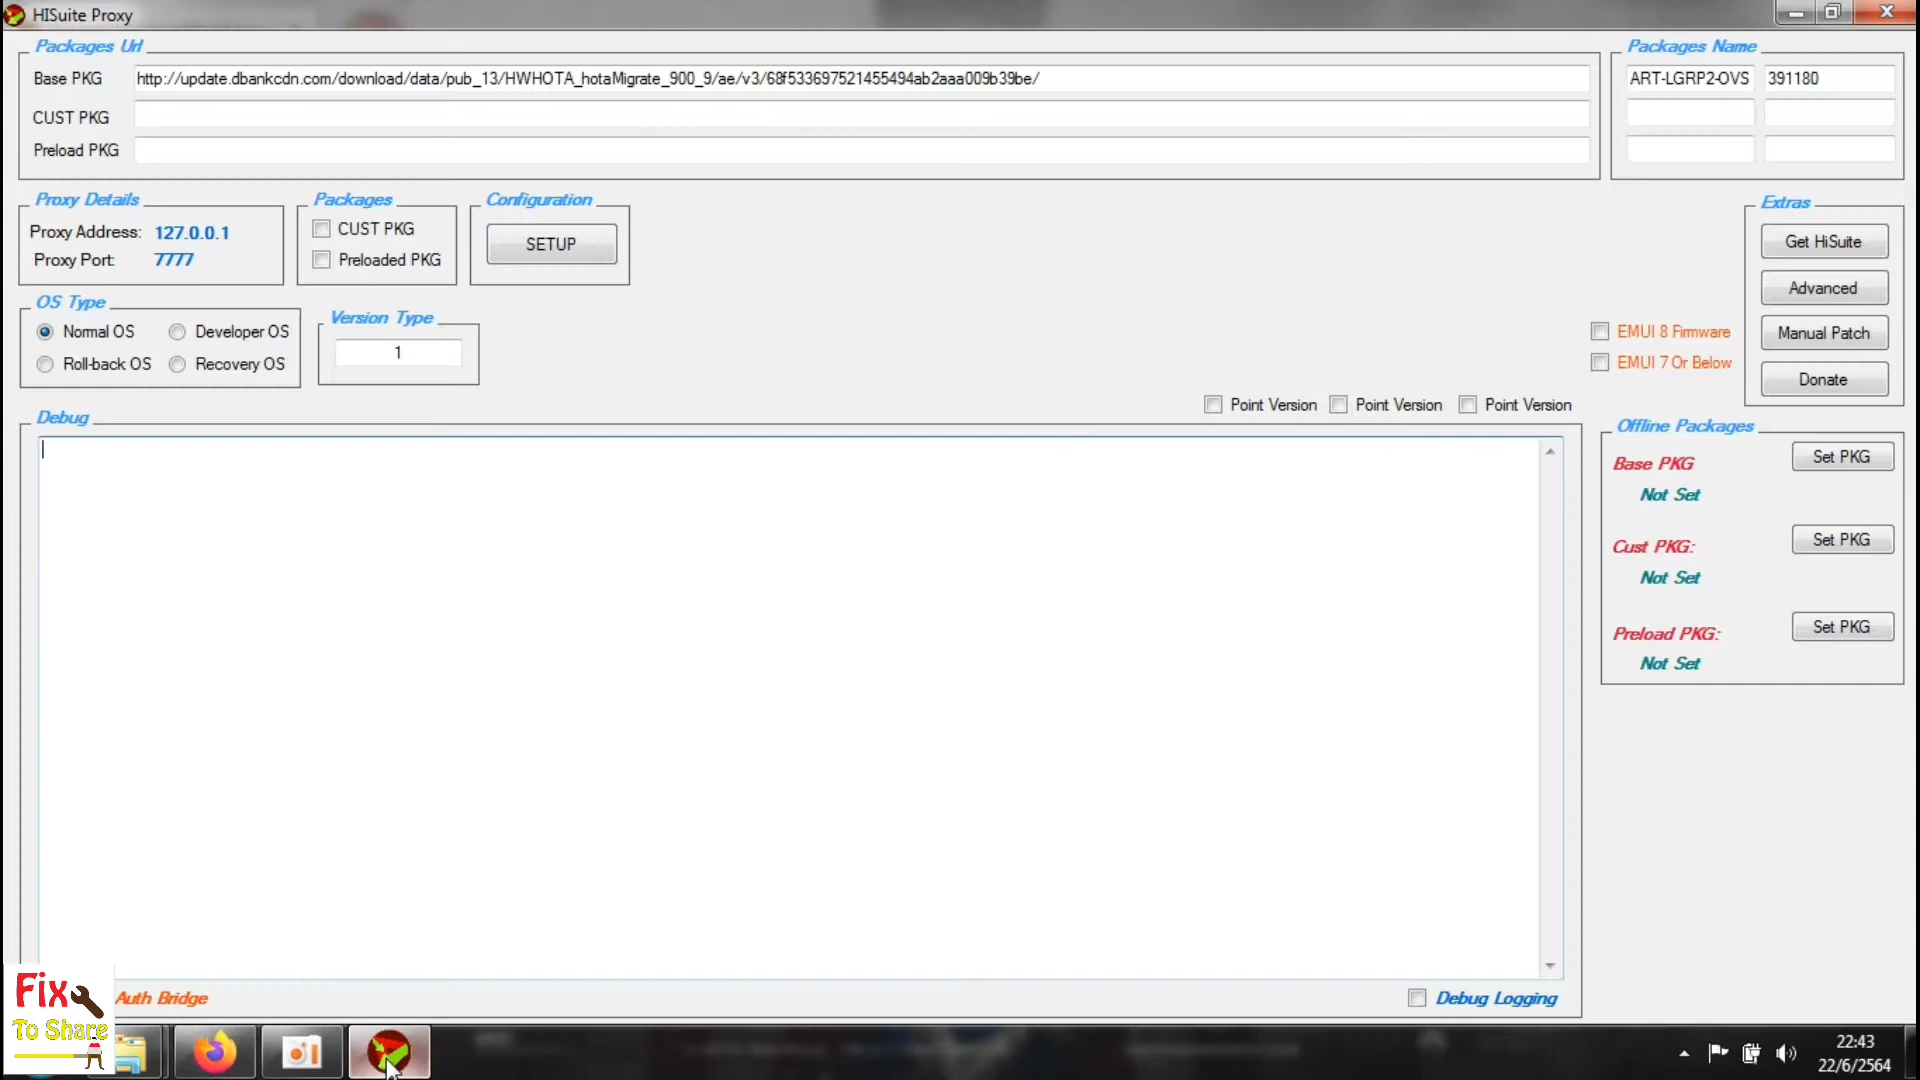 HISuite Proxy
Packages Url
Packages Name
Base PKG
http://update.dbankcdn.com/download/data/pub_13/HWHOTA_hotaMigrate_900_9/ae/v3/68f533697521455494ab2aaa009b39be/
ART-LGRP2-OVS
391180
CUST PKG
Preload PKG
Proxy Details
Proxy Address: 127.0.0.1
Proxy Port: 7777
Packages
CUST PKG
Preloaded PKG
Configuration
SETUP
Extras
Get HiSuite
Advanced
Manual Patch
Donate
OS Type
Normal OS
Developer OS
Roll-back OS
Recovery OS
Version Type
1
EMUI 8 Firmware
EMUI 7 Or Below
Point Version
Point Version
Point Version
Debug
Offline Packages
Base PKG
Set PKG
Not Set
Cust PKG:
Set PKG
Not Set
Preload PKG:
Set PKG
Not Set
Auth Bridge
Debug Logging
Fix
To Share
22:43
22/6/2564